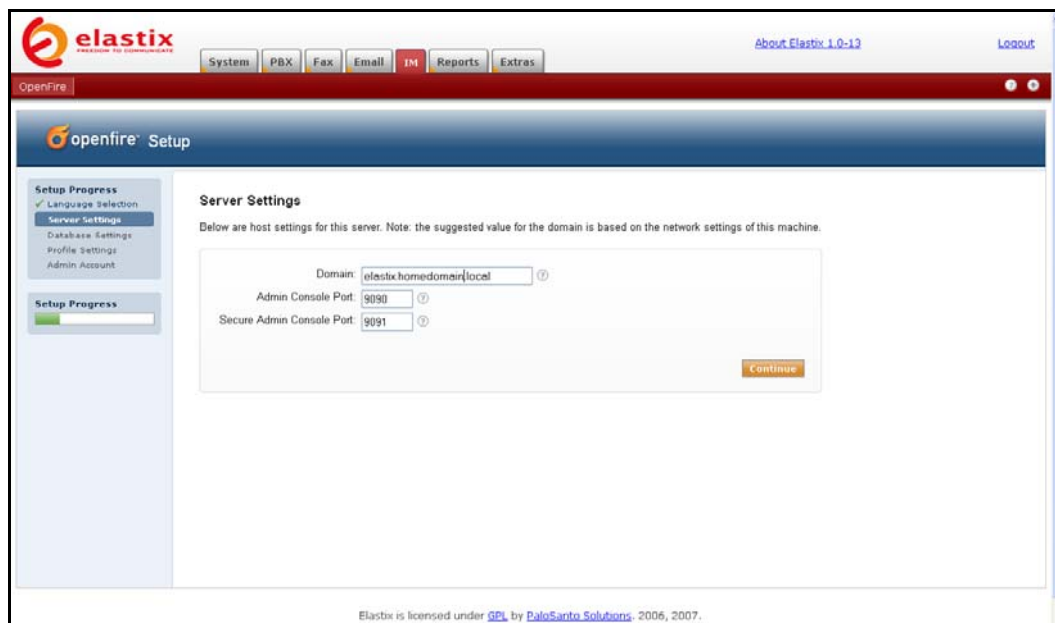 elastix
FREEDOM TO COMMUNICATE
About Elastix 1.0-13
Logout
System PBX Fax Email IM Reports Extras
OpenFire
openfire Setup
Setup Progress
✓ Language Selection
Server Settings
Database Settings
Profile Settings
Admin Account
Setup Progress
Server Settings
Below are host settings for this server. Note: the suggested value for the domain is based on the network settings of this machine.
Domain: elastix.homedomain.local
Admin Console Port: 9090
Secure Admin Console Port: 9091
Continue
Elastix is licensed under GPL by PaloSanto Solutions. 2006, 2007.